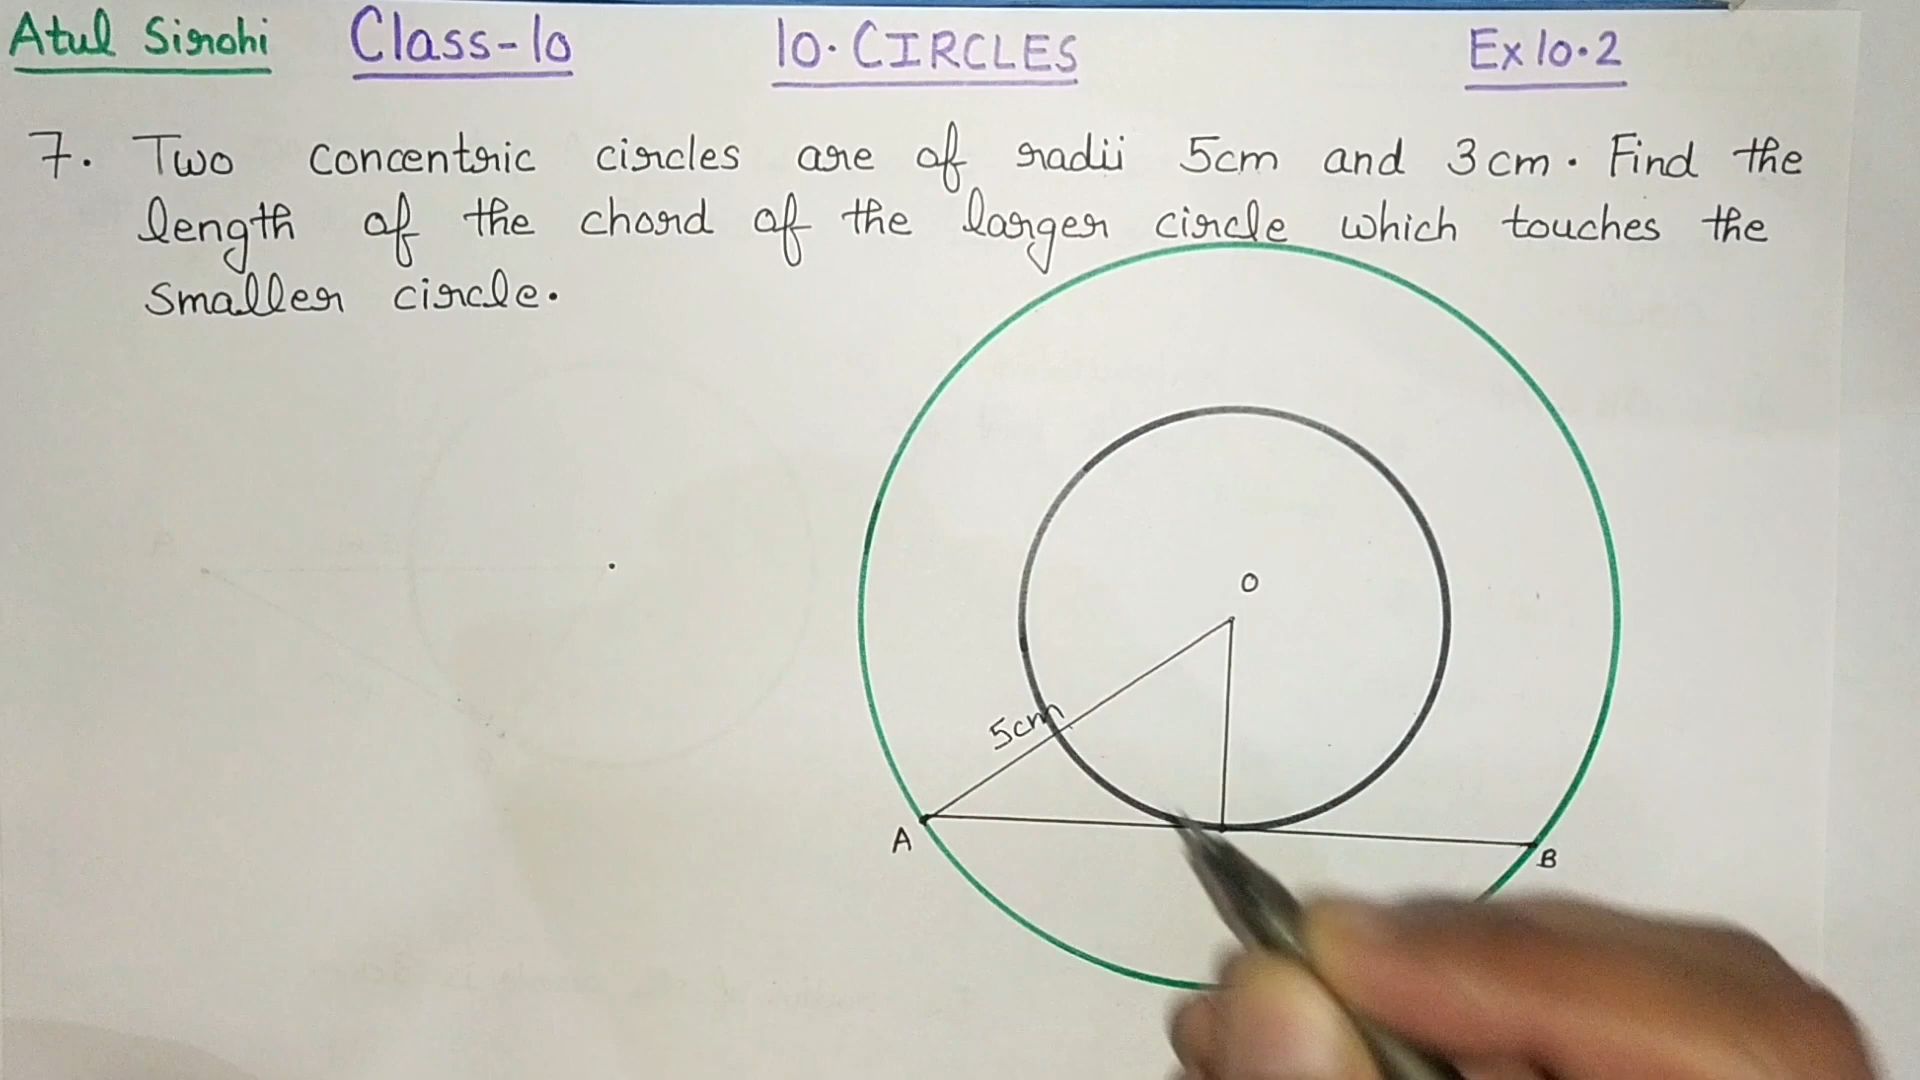 Atul Sirohi Class-10 10. CIRCLES Ex 10.2
7. Two concentric circles are of radii 5cm and 3cm. Find the
length of the chord of the larger circle which touches the
smaller circle.
O
5cm
A
B